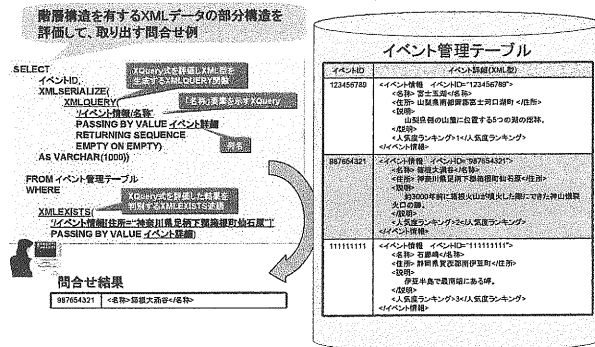 階層構造を有するXMLデータの部分構造を
評価して、取り出す問合せ例
SELECT
イベントID,
XMLSERIALIZE(
XMLQUERY(
'/イベント情報/名称'
PASSING BY VALUE イベント詳細
RETURNING SEQUENCE
EMPTY ON EMPTY)
AS VARCHAR(1000))
XQuery式を評価しXML型を
生成するXMLQUERY関数
「名称」要素を示すXQuery
列名
FROM イベント管理テーブル
WHERE
XQuery式を評価した結果を
判別するXMLEXISTS述語
XMLEXISTS(
'/イベント情報[住所="神奈川県足柄下郡箱根町仙石原"]'
PASSING BY VALUE イベント詳細)
問合せ結果
987654321 <名称>箱根大涌谷</名称>
イベント管理テーブル
イベントID イベント詳細(XML型)
123456789 <イベント情報 イベントID="123456789">
<名称> 富士五湖</名称>
<住所> 山梨県南都留郡富士河口湖町 </住所>
<説明>
山梨県側の山麓に位置する5つの湖の総称。
</説明>
<人気度ランキング>1</人気度ランキング>
</イベント情報>
987654321 <イベント情報 イベントID="987654321">
<名称> 箱根大涌谷</名称>
<住所> 神奈川県足柄下郡箱根町仙石原</住所>
<説明>
約3000年前に箱根火山が噴火した際にできた神山爆裂
火口の跡。
</説明>
<人気度ランキング>2</人気度ランキング>
</イベント情報>
111111111 <イベント情報 イベントID="111111111">
<名称> 石廊崎</名称>
<住所> 静岡県賀茂郡南伊豆町</住所>
<説明>
伊豆半島で最南端にある岬。
</説明>
<人気度ランキング>3</人気度ランキング>
</イベント情報>